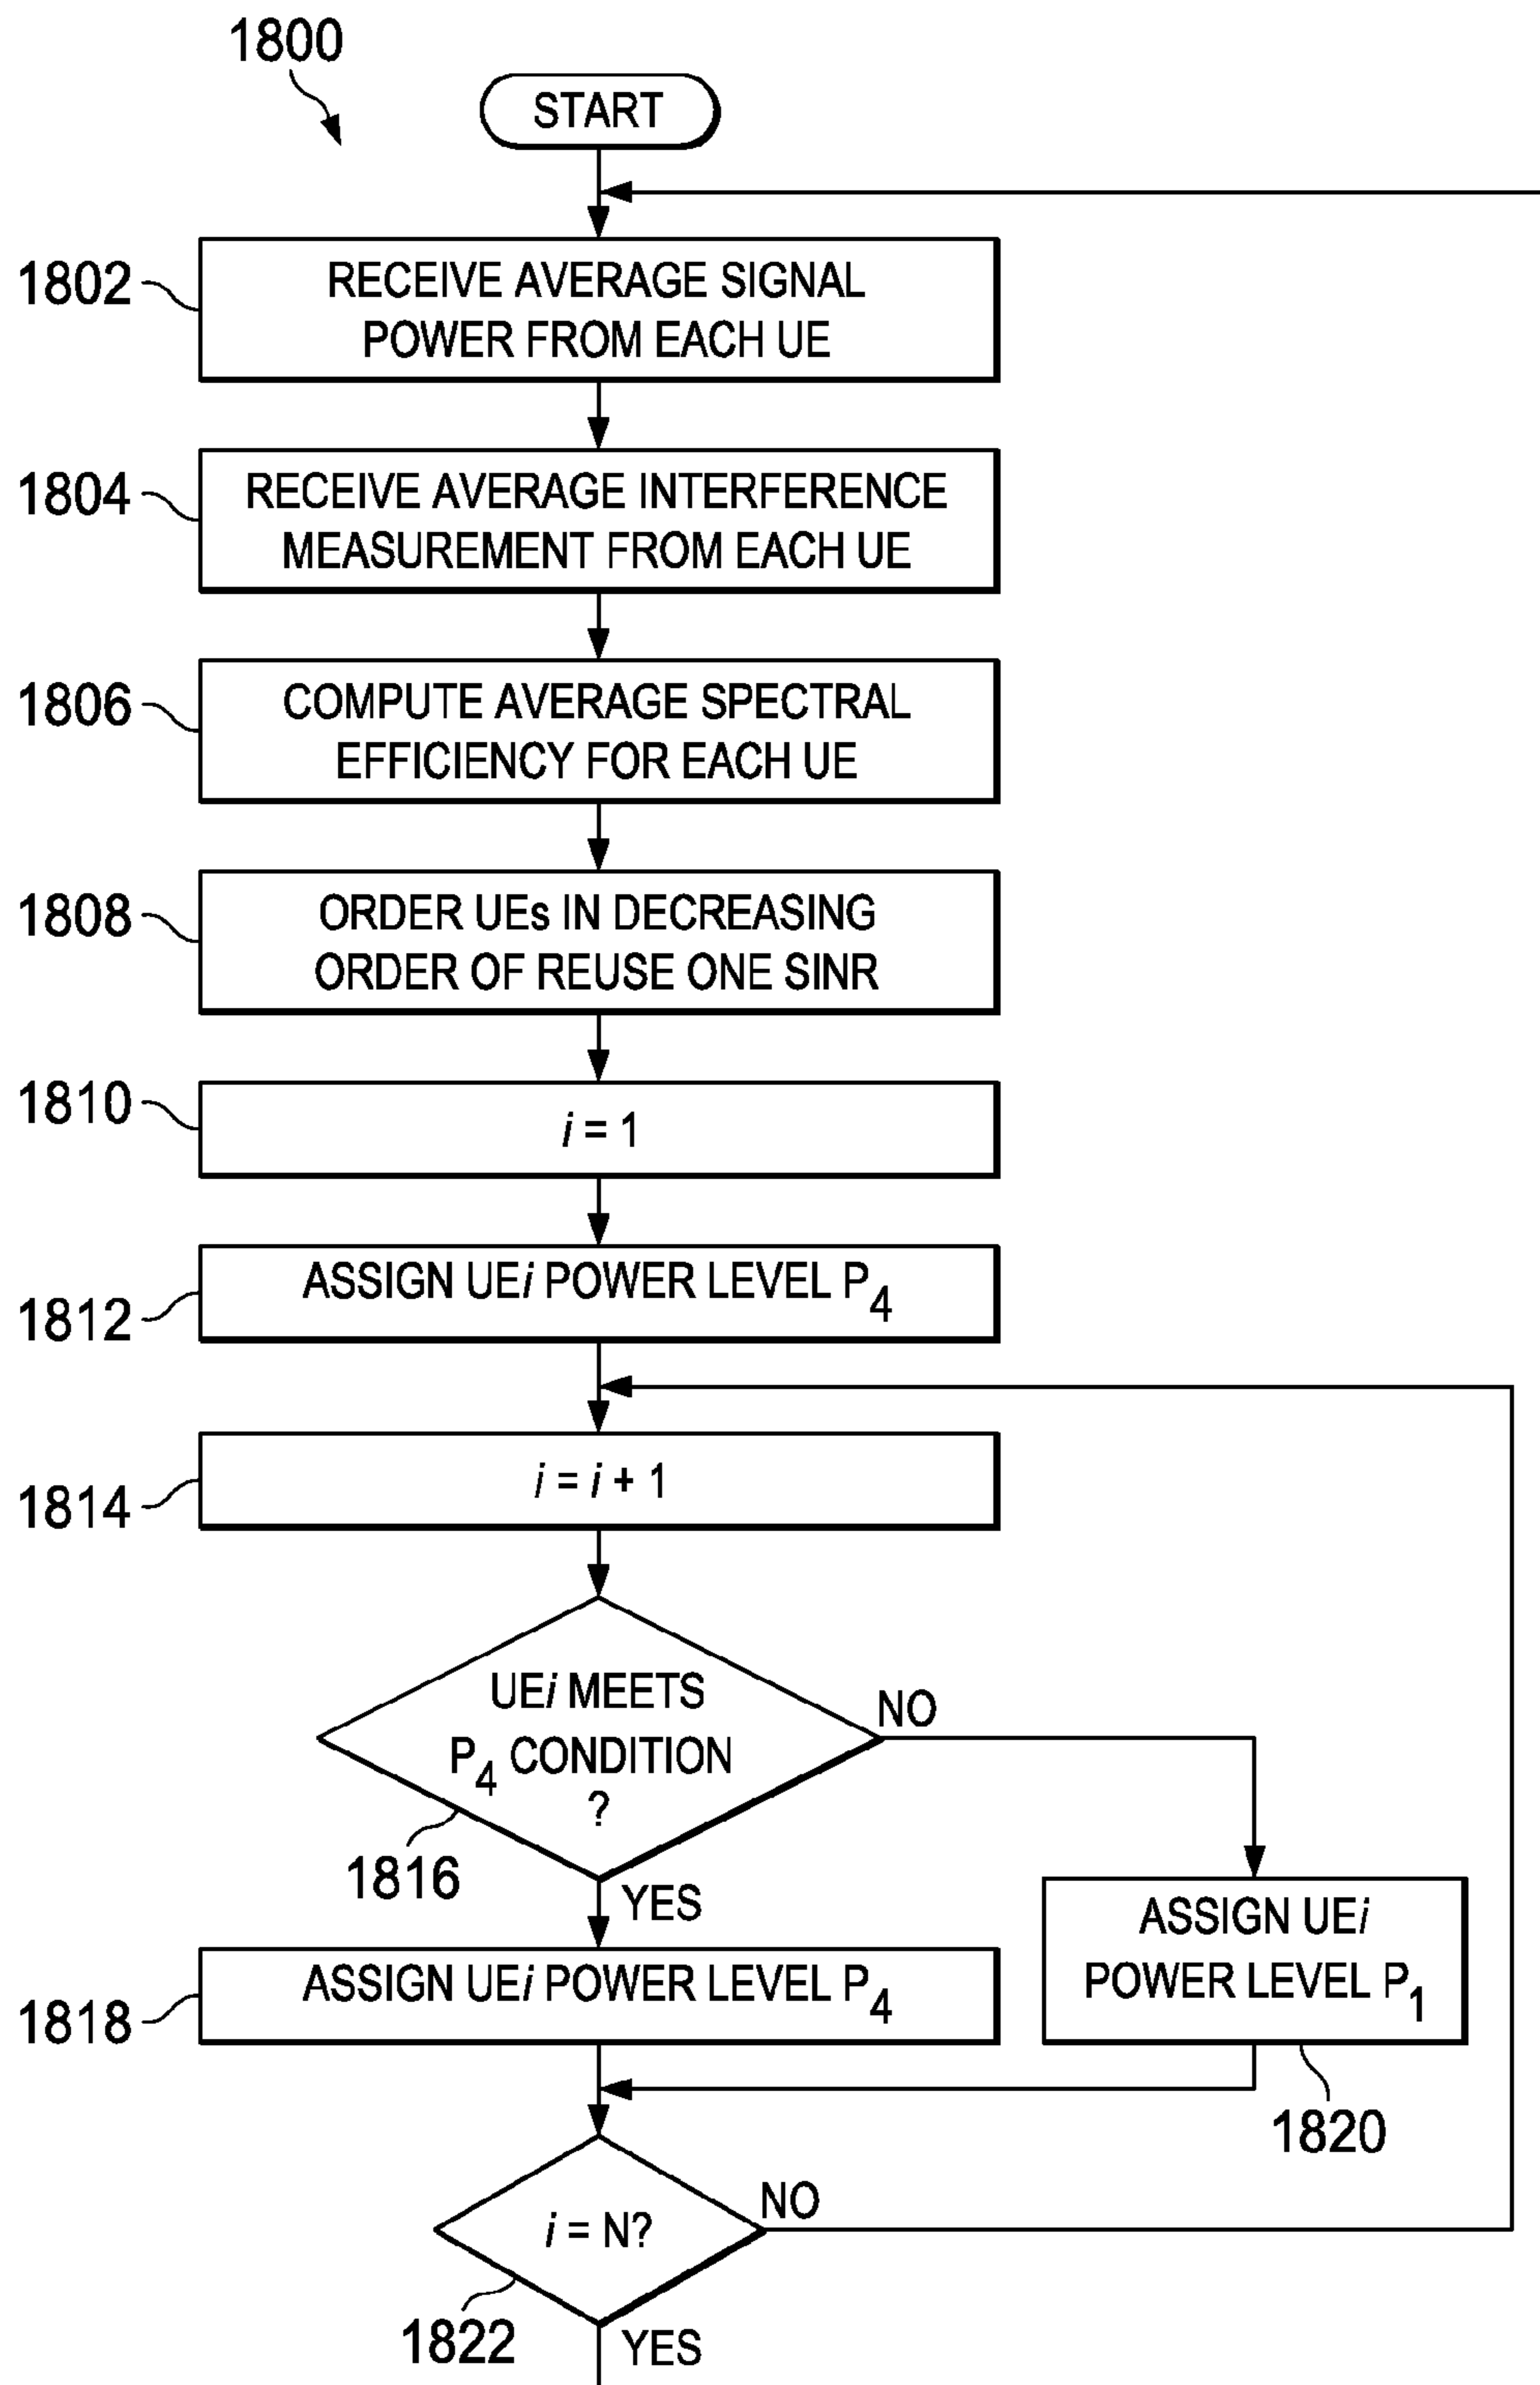 1800
START
1802
RECEIVE AVERAGE SIGNAL
POWER FROM EACH UE
1804
RECEIVE AVERAGE INTERFERENCE
MEASUREMENT FROM EACH UE
1806
COMPUTE AVERAGE SPECTRAL
EFFICIENCY FOR EACH UE
1808
ORDER UEs IN DECREASING
ORDER OF REUSE ONE SINR
1810
i = 1
1812
ASSIGN UEi POWER LEVEL P4
1814
i = i + 1
UEi MEETS
P4 CONDITION
?
NO
1816
YES
ASSIGN UEi
POWER LEVEL P1
1818
ASSIGN UEi POWER LEVEL P4
1820
i = N?
NO
1822
YES